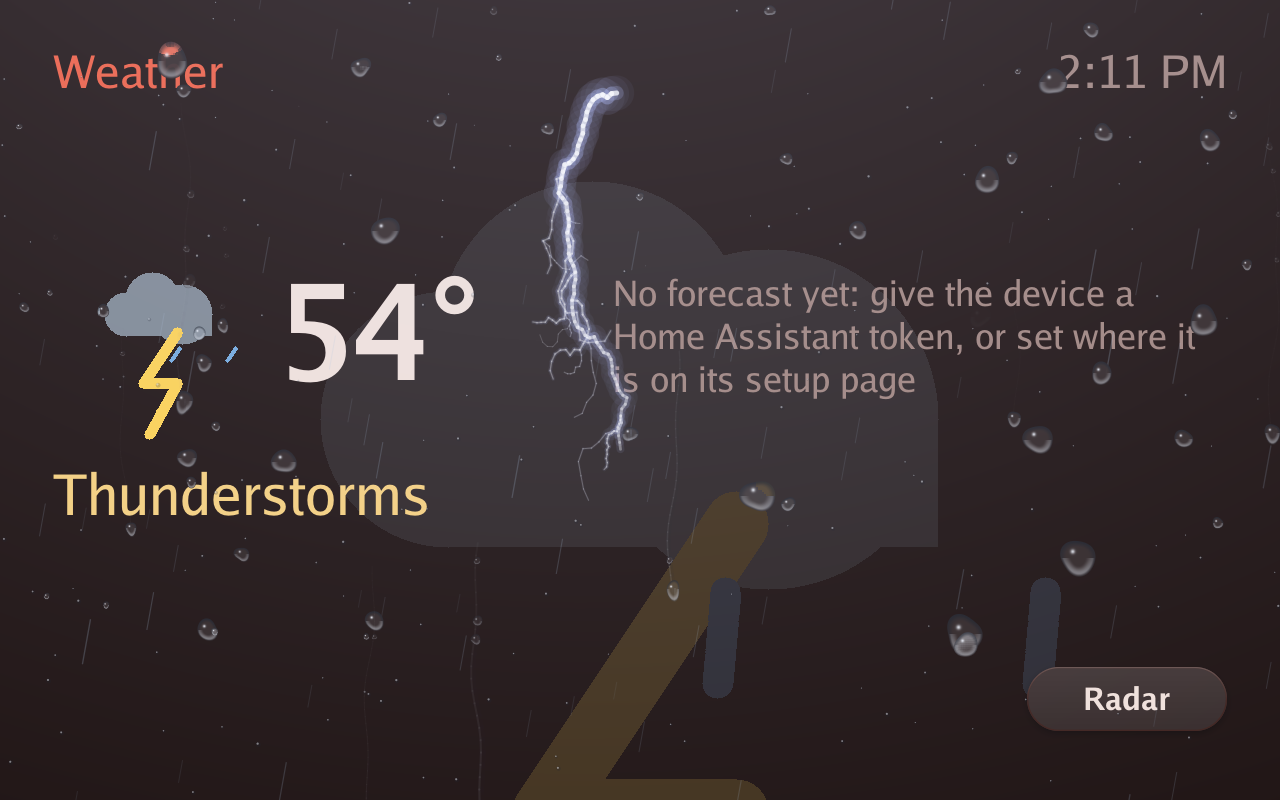 Weather
2:11 PM
54°
No forecast yet: give the device a
Home Assistant token, or set where it
is on its setup page
Thunderstorms
Radar